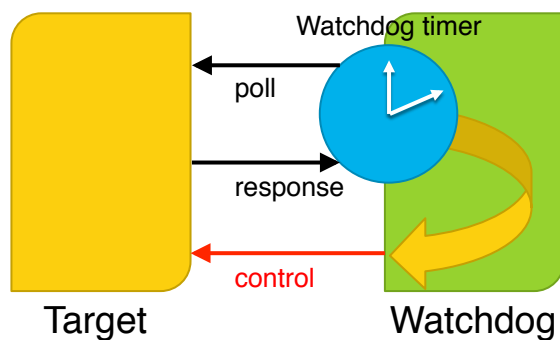 Watchdog timer
poll
response
control
Target
Watchdog